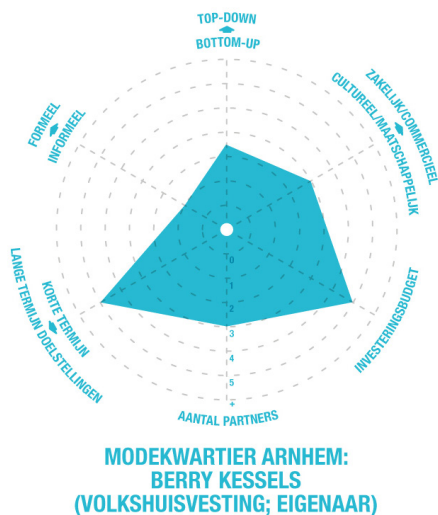 TOP-DOWN
BOTTOM-UP
ZAKELIJK/COMMERCIEEL
CULTUREEL/MAATSCHAPPELIJK
FORMEEL
INFORMEEL
0
1
2
3
4
5
+
KORTE TERMIJN
LANGE TERMIJN DOELSTELLINGEN
INVESTERINGSBUDGET
AANTAL PARTNERS
MODEKWARTIER ARNHEM:
BERRY KESSELS
(VOLKSHUISVESTING; EIGENAAR)